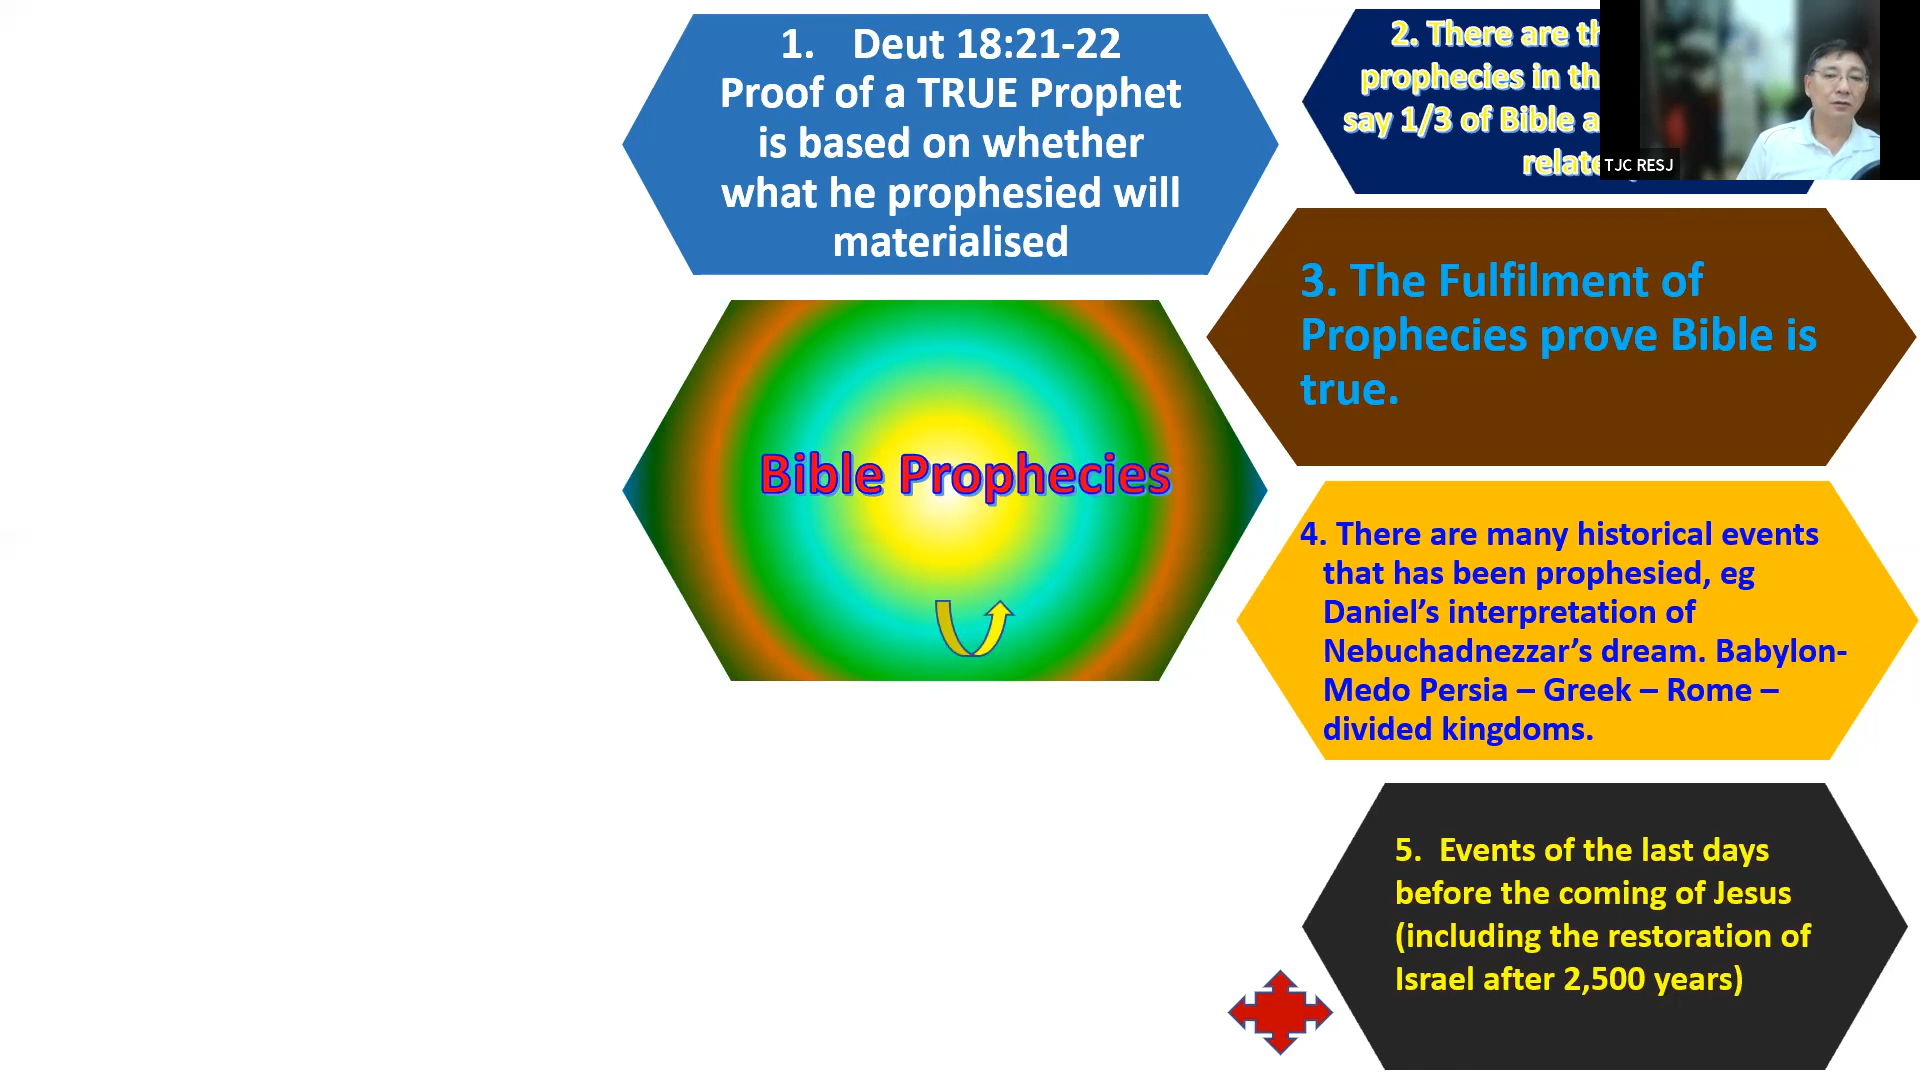 1. Deut 18:21-22
Proof of a TRUE Prophet
is based on whether
what he prophesied will
materialised
2. There are
prophecies in
say 1/3 of Bible
TJC RESJ
3. The Fulfilment of
Prophecies prove Bible is
true.
Bible Prophecies
4. There are many historical events
that has been prophesied, eg
Daniel’s interpretation of
Nebuchadnezzar’s dream. Babylon-
Medo Persia – Greek – Rome –
divided kingdoms.
5. Events of the last days
before the coming of Jesus
(including the restoration of
Israel after 2,500 years)